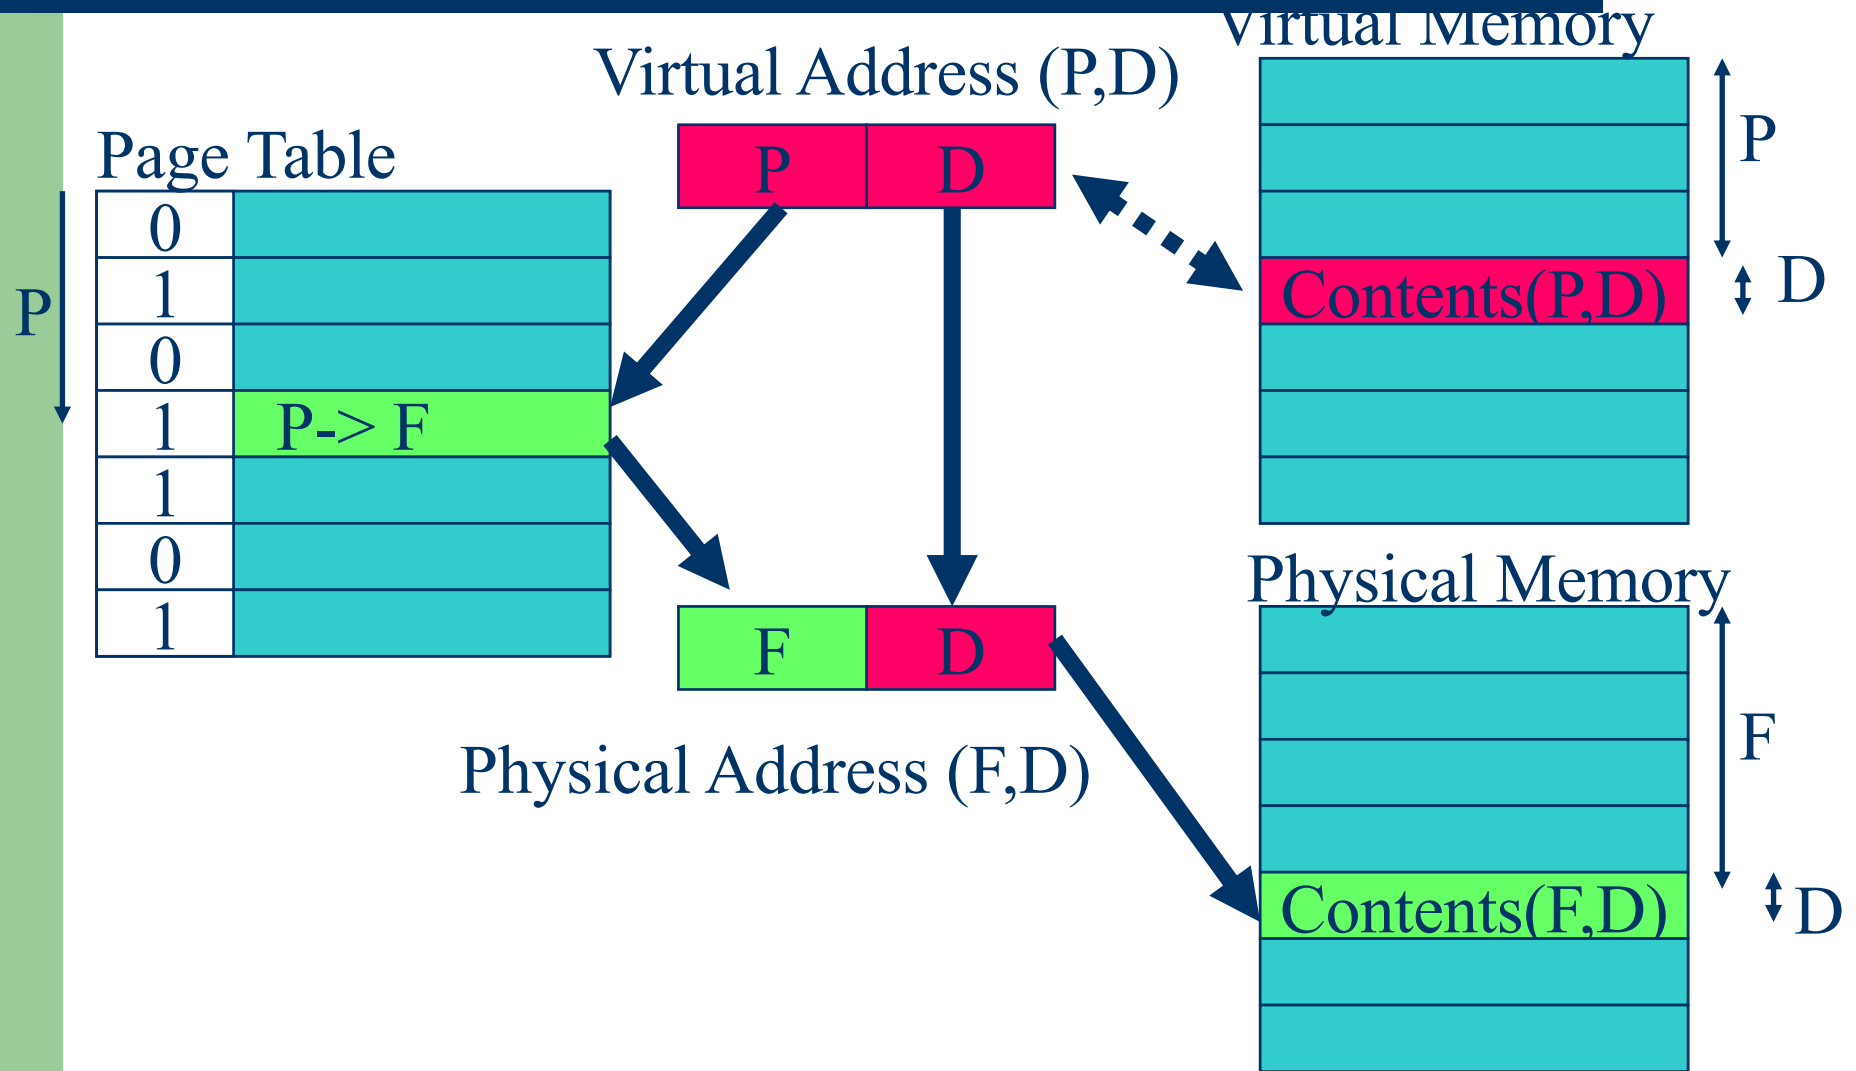 Virtual Memory
Virtual Address (P,D)
Page Table
P D
P
0
1
0
1 P-> F
1
0
1
P
Contents(P,D)
D
Physical Memory
F D
Physical Address (F,D)
F
Contents(F,D)
D